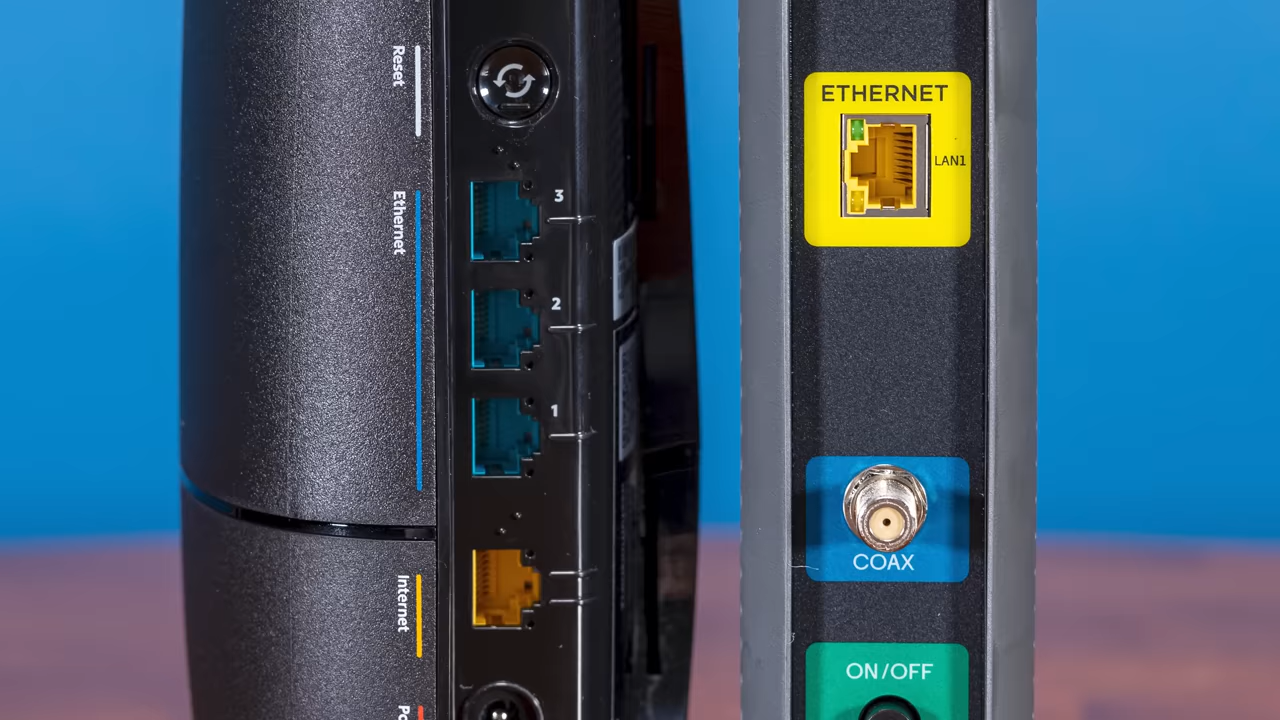 Reset
Ethernet
3
2
1
Internet
ETHERNET
LAN1
COAX
ON/OFF